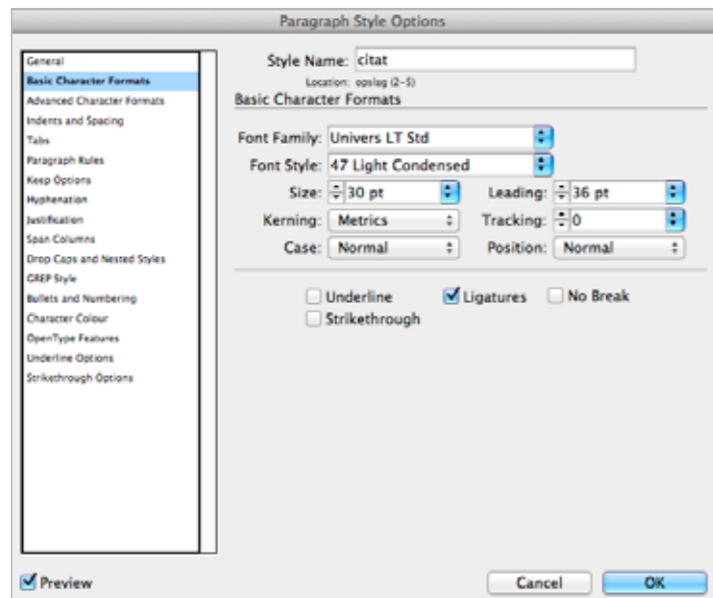 Paragraph Style Options
General
Basic Character Formats
Advanced Character Formats
Indents and Spacing
Tabs
Paragraph Rules
Keep Options
Hyphenation
Justification
Span Columns
Drop Caps and Nested Styles
GREP Style
Bullets and Numbering
Character Colour
OpenType Features
Underline Options
Strikethrough Options
Style Name: citat
Location: opslag (2-5)
Basic Character Formats
Font Family: Univers LT Std
Font Style: 47 Light Condensed
Size: 30 pt Leading: 36 pt
Kerning: Metrics Tracking: 0
Case: Normal Position: Normal
Underline Ligatures No Break
Strikethrough
Preview Cancel OK